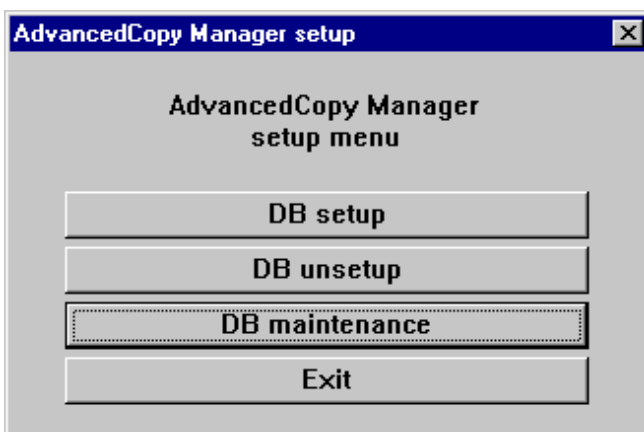 AdvancedCopy Manager setup
AdvancedCopy Manager
setup menu
DB setup
DB unsetup
DB maintenance
Exit